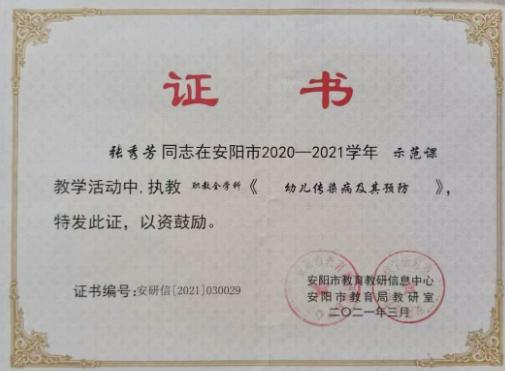 证书
张秀芳同志在安阳市2020—2021学年 示范课
教学活动中,执教 职教全学科《 幼儿传染病及其预防 》,
特发此证，以资鼓励。
安阳市教育教研信息中心
证书编号:安研信[2021]030029
安阳市教育局教研室
二〇二一年三月